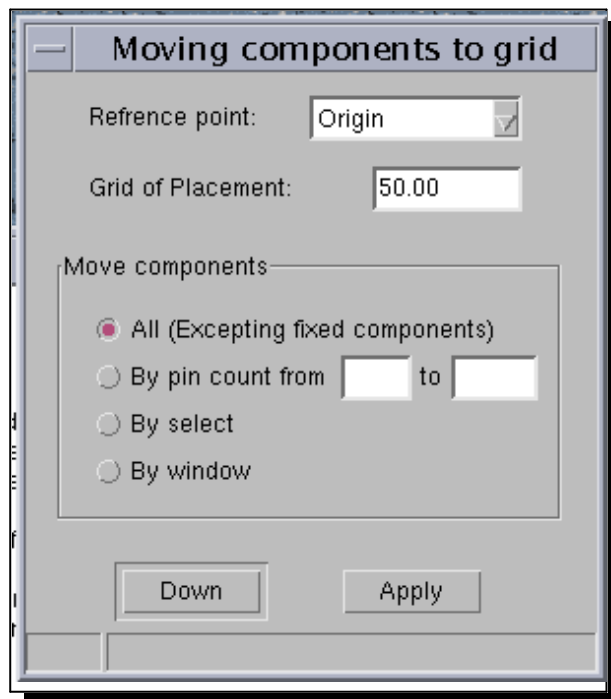 Moving components to grid
Refrence point: Origin
Grid of Placement: 50.00
Move components
All (Excepting fixed components)
By pin count from to
By select
By window
Down Apply